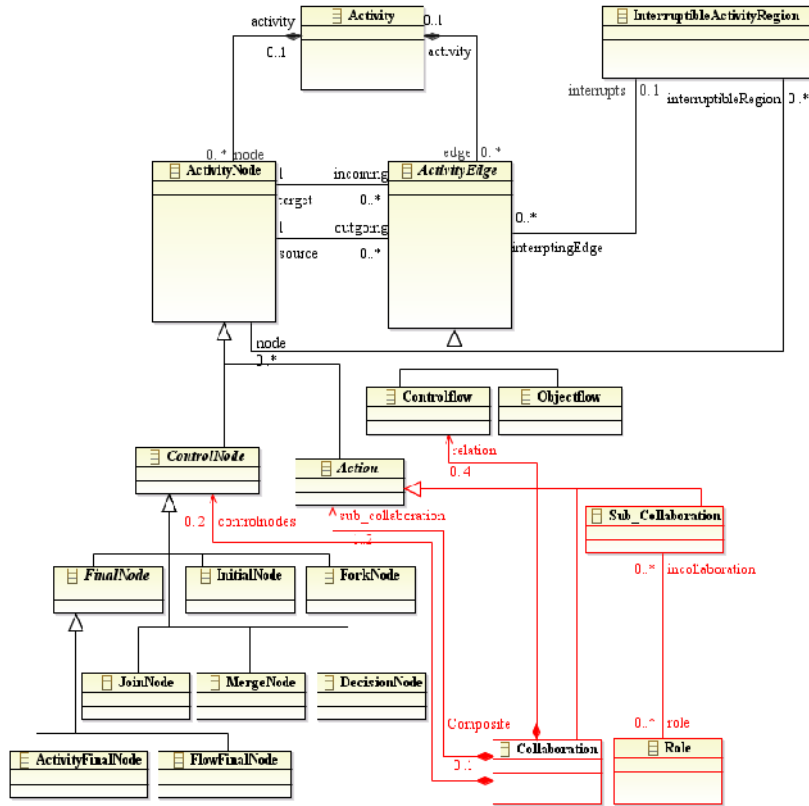 activity
Activity
0..1
InterruptibleActivityRegion
0..1
activity
interrupts
0.1
interruptibleRegion
0..*
0..*
node
edge
0..*
ActivityNode
ActivityEdge
1
incoming
target
0..*
1
outgoing
source
0..*
0..*
interrptingEdge
node
0..*
Controlflow
Objectflow
relation
0.4
ControlNode
Action
0.2
controlnodes
sub_collaboration
Sub_Collaboration
0..*
incollaboration
FinalNode
InitialNode
ForkNode
JoinNode
MergeNode
DecisionNode
Composite
0..*
role
ActivityFinalNode
FlowFinalNode
0.1
Collaboration
Role